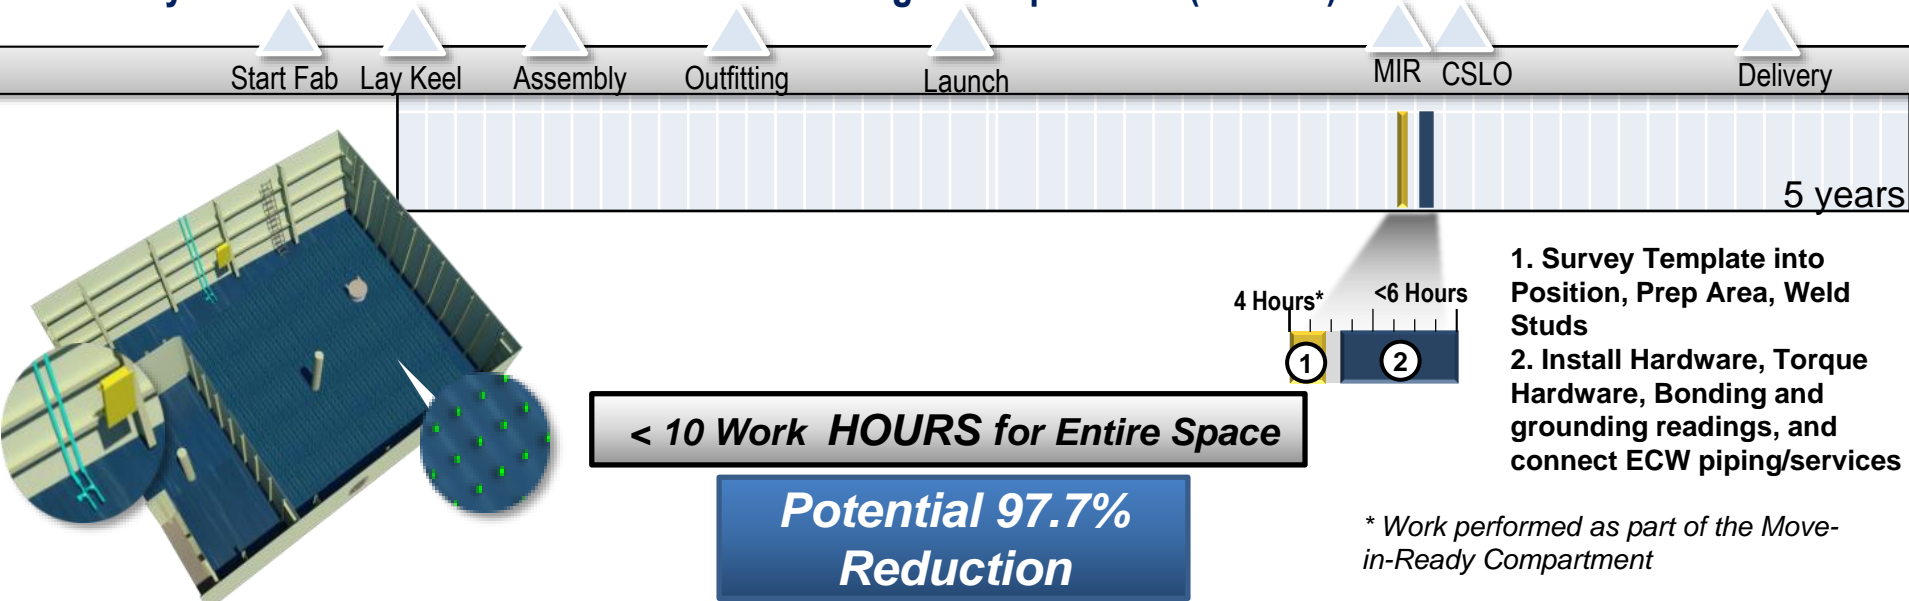 Start Fab Lay Keel Assembly Outfitting Launch MIR CSLO Delivery
5 years
4 Hours* <6 Hours
1 2
1. Survey Template into
Position, Prep Area, Weld
Studs
2. Install Hardware, Torque
Hardware, Bonding and
grounding readings, and
connect ECW piping/services
< 10 Work HOURS for Entire Space
Potential 97.7%
Reduction
* Work performed as part of the Move-
in-Ready Compartment